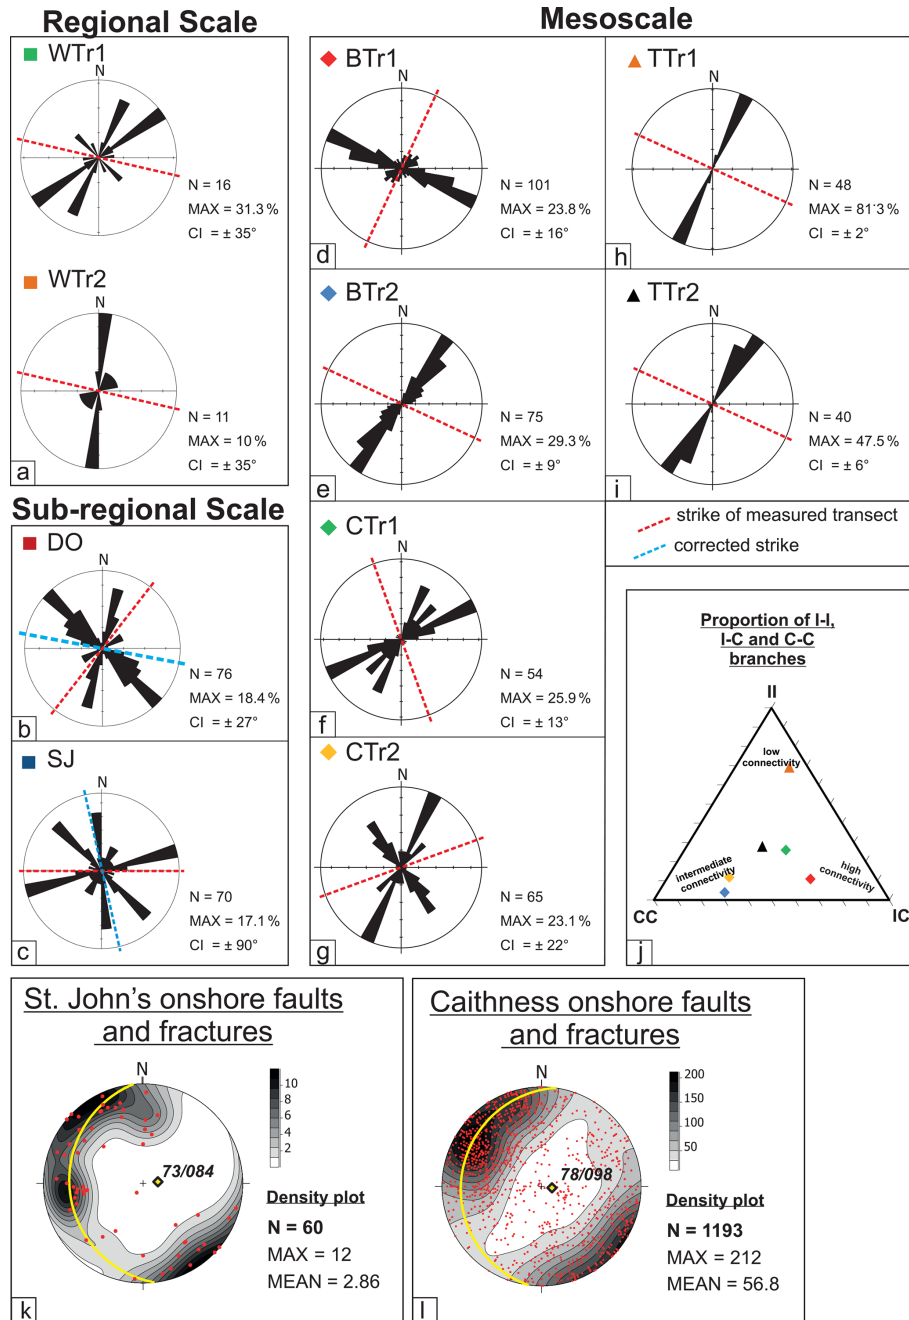 Regional Scale
WTr1
N
N = 16
MAX = 31.3 %
CI = ± 35°
WTr2
N
N = 11
MAX = 10 %
CI = ± 35°
a
Sub-regional Scale
DO
N
N = 76
MAX = 18.4 %
CI = ± 27°
b
SJ
N
N = 70
MAX = 17.1 %
CI = ± 90°
c
Mesoscale
BTr1
N
N = 101
MAX = 23.8 %
CI = ± 16°
d
BTr2
N
N = 75
MAX = 29.3 %
CI = ± 9°
e
CTr1
N
N = 54
MAX = 25.9 %
CI = ± 13°
f
CTr2
N
N = 65
MAX = 23.1 %
CI = ± 22°
g
TTr1
N
N = 48
MAX = 81.3 %
CI = ± 2°
h
TTr2
N
N = 40
MAX = 47.5 %
CI = ± 6°
i
strike of measured transect
corrected strike
Proportion of I-I,
I-C and C-C
branches
II
low
connectivity
intermediate
connectivity
high
connectivity
CC
IC
j
St. John's onshore faults
and fractures
N
10
8
6
4
2
73/084
Density plot
N = 60
MAX = 12
MEAN = 2.86
k
Caithness onshore faults
and fractures
N
200
150
100
50
78/098
Density plot
N = 1193
MAX = 212
MEAN = 56.8
l